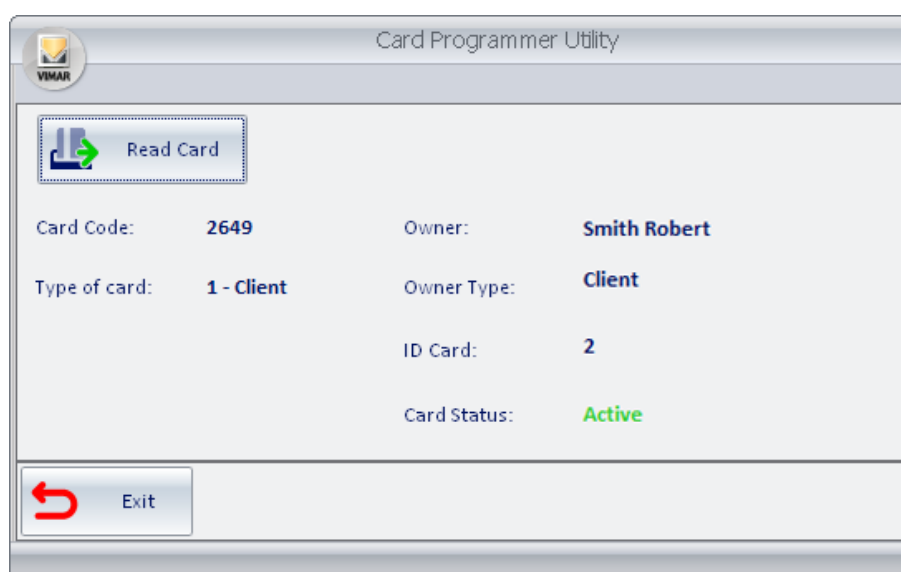 Card Programmer Utility
VIMAR
Read Card
Card Code: 2649 Owner: Smith Robert
Type of card: 1 - Client Owner Type: Client
ID Card: 2
Card Status: Active
Exit